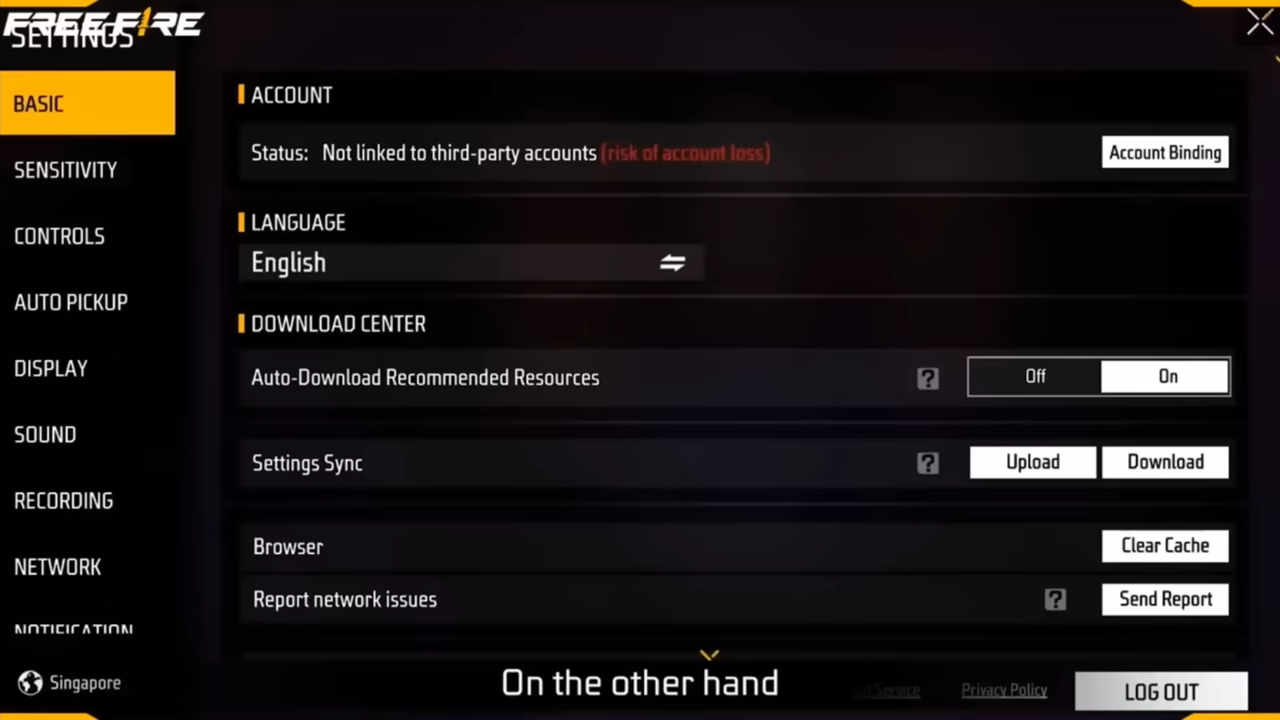 FREE FIRE
SETTINGS
BASIC
SENSITIVITY
CONTROLS
AUTO PICKUP
DISPLAY
SOUND
RECORDING
NETWORK
NOTIFICATION
Singapore
ACCOUNT
Status: Not linked to third-party accounts (risk of account loss)
Account Binding
LANGUAGE
English
DOWNLOAD CENTER
Auto-Download Recommended Resources ? Off On
Settings Sync ? Upload Download
Browser Clear Cache
Report network issues ? Send Report
On the other hand
Service Privacy Policy LOG OUT